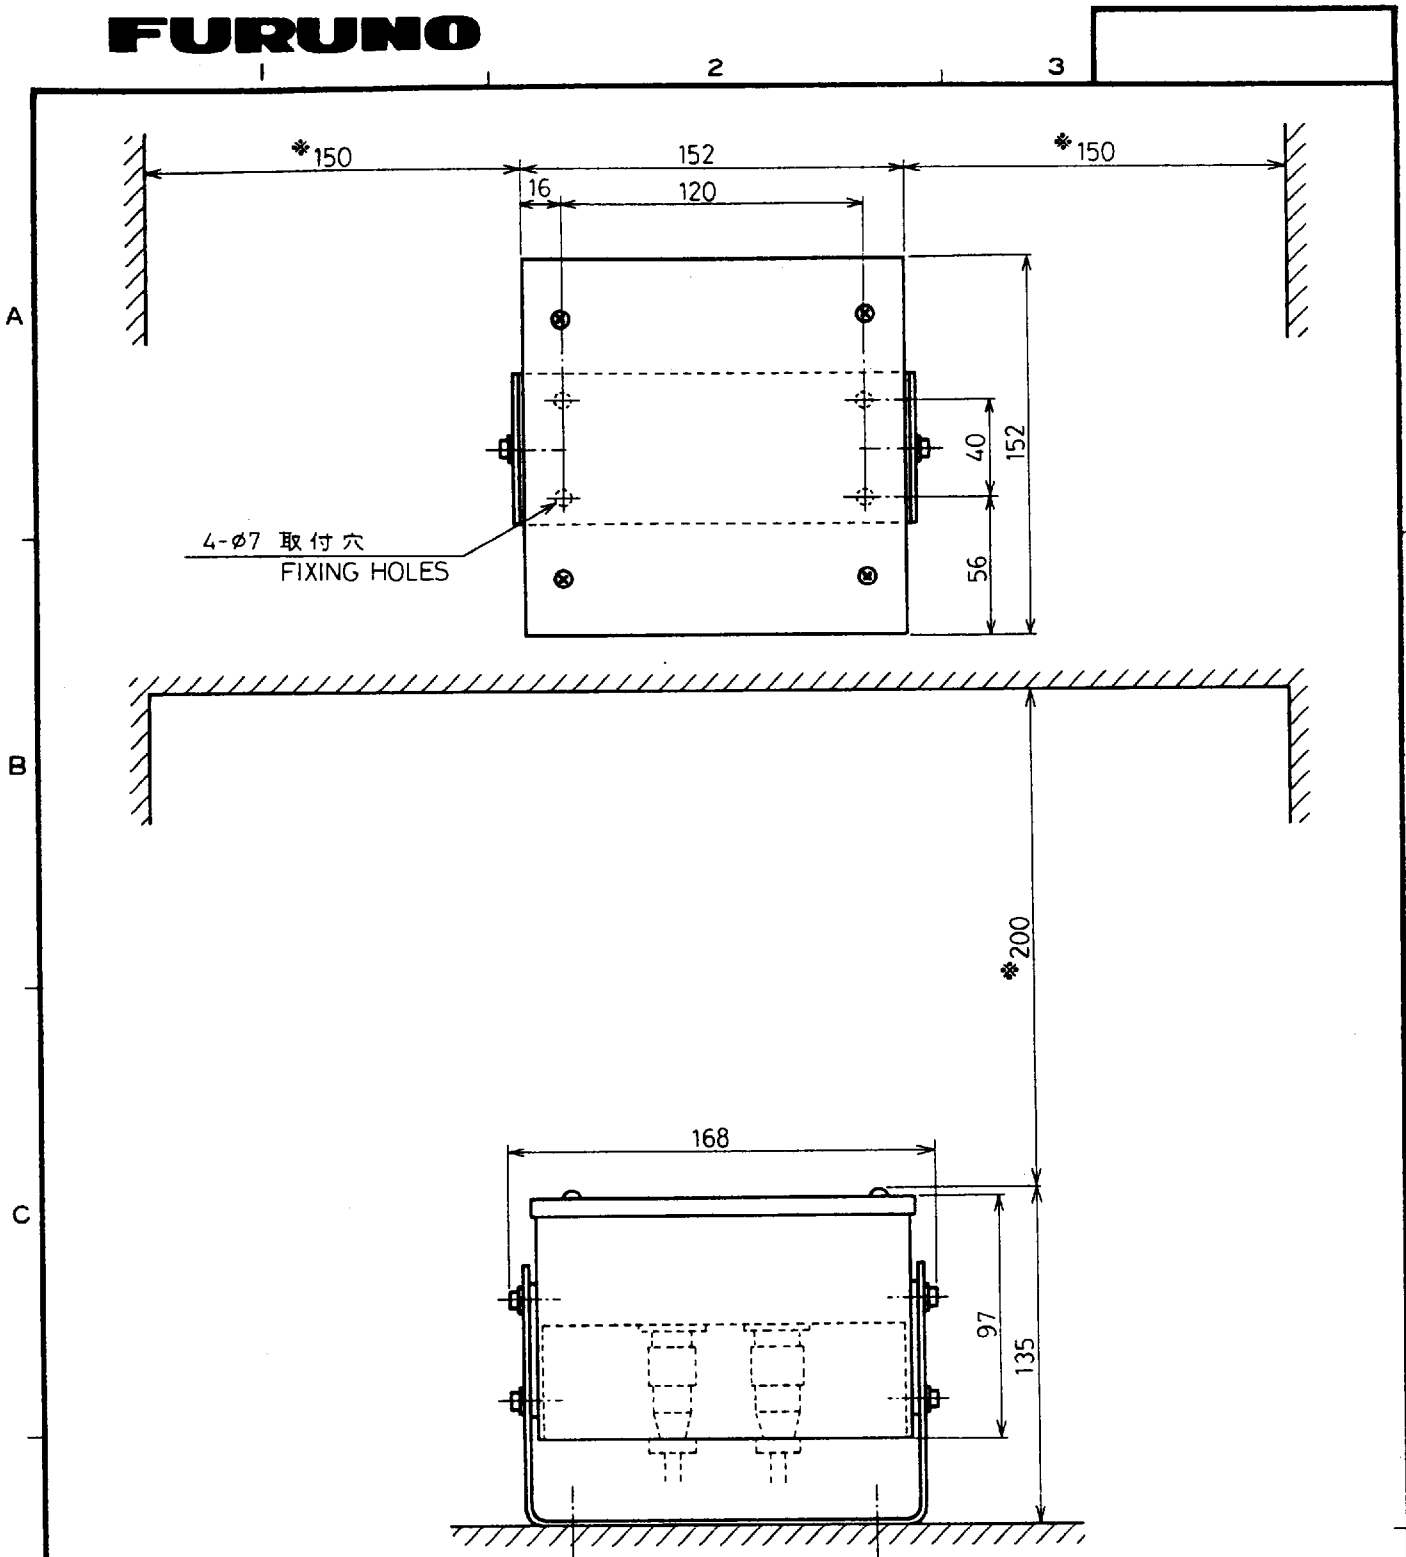 FURUNO
1 2 3
※150 152 ※150
16 120
A
40 152
4-ø7 取付穴
FIXING HOLES
56
B
※200
168
C
97 135